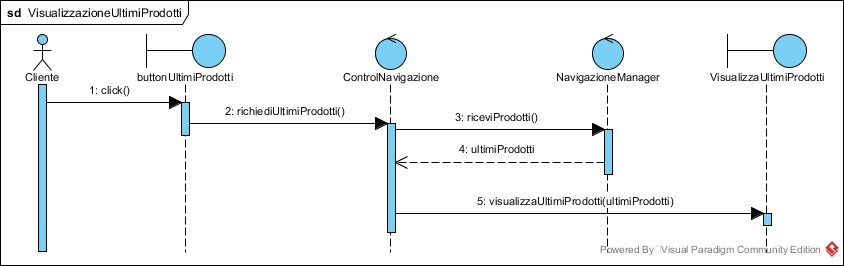 sd VisualizzazioneUltimiProdotti
Cliente
buttonUltimiProdotti
ControlNavigazione
NavigazioneManager
VisualizzaUltimiProdotti
1: click()
2: richiediUltimiProdotti()
3: riceviProdotti()
4: ultimiProdotti
5: visualizzaUltimiProdotti(ultimiProdotti)
Powered By Visual Paradigm Community Edition